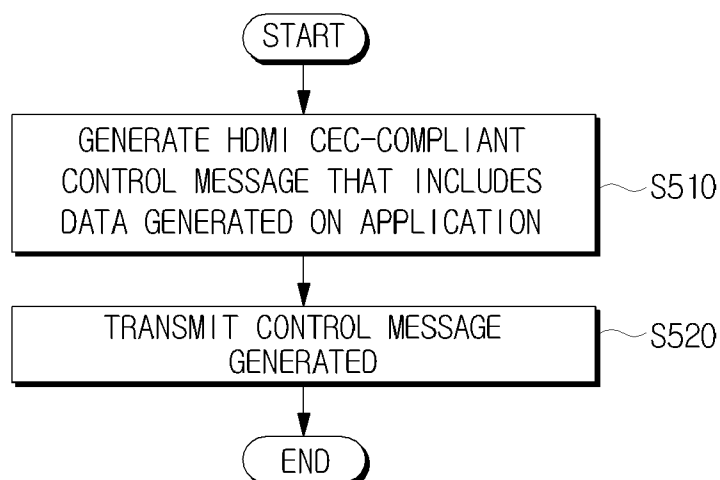 START
GENERATE HDMI CEC-COMPLIANT
CONTROL MESSAGE THAT INCLUDES
DATA GENERATED ON APPLICATION
S510
TRANSMIT CONTROL MESSAGE
GENERATED
S520
END